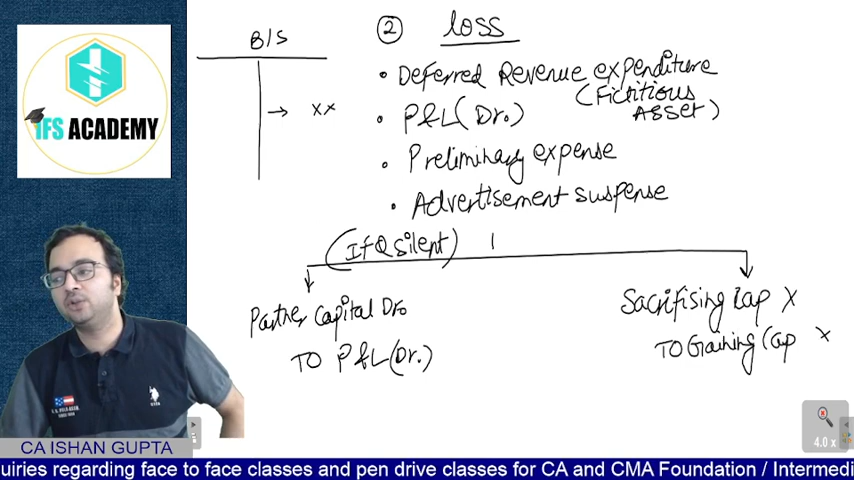 IFS ACADEMY
B/S
→ xx
② loss
• Deferred Revenue expenditure
(Fictitious
ASSET)
• P&L (Dr.)
• Preliminary expense
• Advertisement suspense
(If Q Silent)
Partner Capital Dr.
TO P&L (Dr.)
Sacrifising Cap X
TO Gaining Cap X
CA ISHAN GUPTA
4.0 x
uiries regarding face to face classes and pen drive classes for CA and CMA Foundation / Intermedi